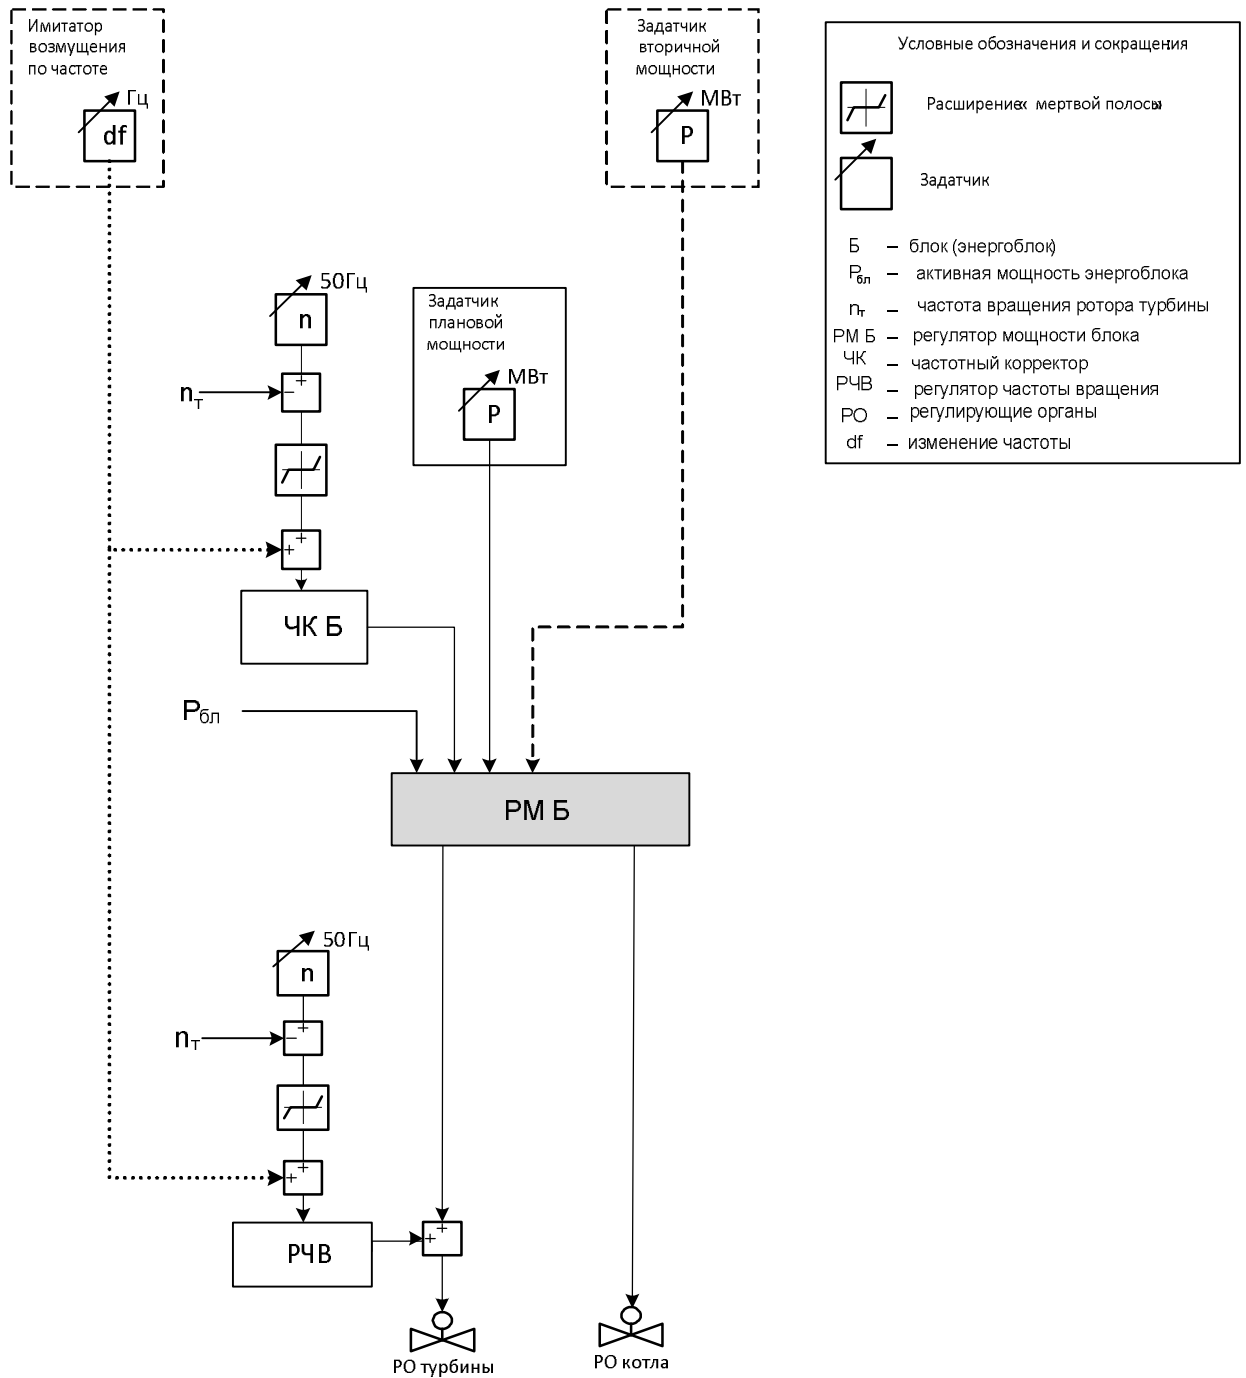 Имитатор
возмущения
по частоте
Гц
df
Задатчик
вторичной
мощности
МВт
P
Условные обозначения и сокращения:
Расширение« мертвой полосы»
Задатчик
Б – блок (энергоблок)
Рбл – активная мощность энергоблока
nт – частота вращения ротора турбины
РМ Б – регулятор мощности блока
ЧК – частотный корректор
РЧВ – регулятор частоты вращения
РО – регулирующие органы
df – изменение частоты
50Гц
n
+
nт
–
+
+
ЧК Б
Задатчик
плановой
мощности
МВт
P
Рбл
РМ Б
50Гц
n
+
nт
–
+
+
РЧВ
+
+
РО турбины
РО котла